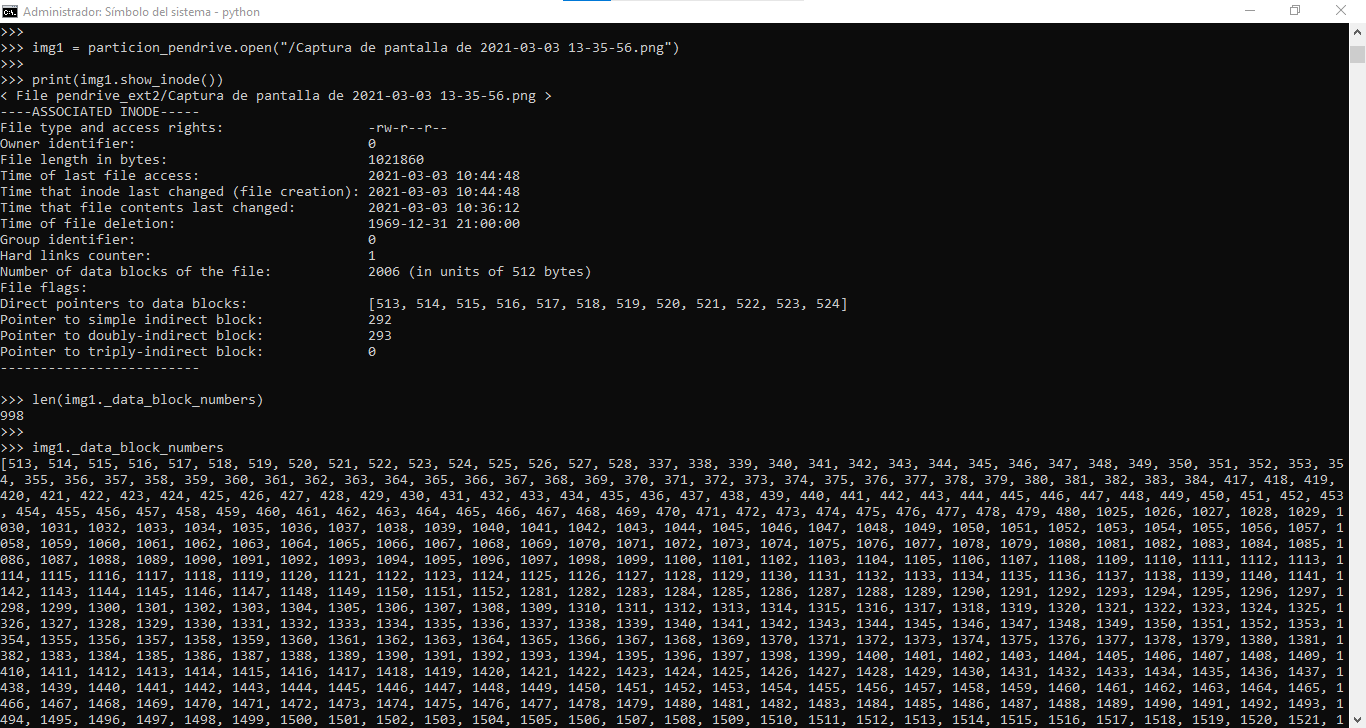 Administrador: Símbolo del sistema - python
>>>
>>> img1 = particion_pendrive.open("/Captura de pantalla de 2021-03-03 13-35-56.png")
>>>
>>> print(img1.show_inode())
< File pendrive_ext2/Captura de pantalla de 2021-03-03 13-35-56.png >
----ASSOCIATED INODE-----
File type and access rights: -rw-r--r--
Owner identifier: 0
File length in bytes: 1021860
Time of last file access: 2021-03-03 10:44:48
Time that inode last changed (file creation): 2021-03-03 10:44:48
Time that file contents last changed: 2021-03-03 10:36:12
Time of file deletion: 1969-12-31 21:00:00
Group identifier: 0
Hard links counter: 1
Number of data blocks of the file: 2006 (in units of 512 bytes)
File flags:
Direct pointers to data blocks: [513, 514, 515, 516, 517, 518, 519, 520, 521, 522, 523, 524]
Pointer to simple indirect block: 292
Pointer to doubly-indirect block: 293
Pointer to triply-indirect block: 0
-------------------------
>>> len(img1._data_block_numbers)
998
>>>
>>> img1._data_block_numbers
[513, 514, 515, 516, 517, 518, 519, 520, 521, 522, 523, 524, 525, 526, 527, 528, 337, 338, 339, 340, 341, 342, 343, 344, 345, 346, 347, 348, 349, 350, 351, 352, 353, 35
4, 355, 356, 357, 358, 359, 360, 361, 362, 363, 364, 365, 366, 367, 368, 369, 370, 371, 372, 373, 374, 375, 376, 377, 378, 379, 380, 381, 382, 383, 384, 417, 418, 419,
420, 421, 422, 423, 424, 425, 426, 427, 428, 429, 430, 431, 432, 433, 434, 435, 436, 437, 438, 439, 440, 441, 442, 443, 444, 445, 446, 447, 448, 449, 450, 451, 452, 453
, 454, 455, 456, 457, 458, 459, 460, 461, 462, 463, 464, 465, 466, 467, 468, 469, 470, 471, 472, 473, 474, 475, 476, 477, 478, 479, 480, 1025, 1026, 1027, 1028, 1029, 1
030, 1031, 1032, 1033, 1034, 1035, 1036, 1037, 1038, 1039, 1040, 1041, 1042, 1043, 1044, 1045, 1046, 1047, 1048, 1049, 1050, 1051, 1052, 1053, 1054, 1055, 1056, 1057, 1
058, 1059, 1060, 1061, 1062, 1063, 1064, 1065, 1066, 1067, 1068, 1069, 1070, 1071, 1072, 1073, 1074, 1075, 1076, 1077, 1078, 1079, 1080, 1081, 1082, 1083, 1084, 1085, 1
086, 1087, 1088, 1089, 1090, 1091, 1092, 1093, 1094, 1095, 1096, 1097, 1098, 1099, 1100, 1101, 1102, 1103, 1104, 1105, 1106, 1107, 1108, 1109, 1110, 1111, 1112, 1113, 1
114, 1115, 1116, 1117, 1118, 1119, 1120, 1121, 1122, 1123, 1124, 1125, 1126, 1127, 1128, 1129, 1130, 1131, 1132, 1133, 1134, 1135, 1136, 1137, 1138, 1139, 1140, 1141, 1
142, 1143, 1144, 1145, 1146, 1147, 1148, 1149, 1150, 1151, 1152, 1281, 1282, 1283, 1284, 1285, 1286, 1287, 1288, 1289, 1290, 1291, 1292, 1293, 1294, 1295, 1296, 1297, 1
298, 1299, 1300, 1301, 1302, 1303, 1304, 1305, 1306, 1307, 1308, 1309, 1310, 1311, 1312, 1313, 1314, 1315, 1316, 1317, 1318, 1319, 1320, 1321, 1322, 1323, 1324, 1325, 1
326, 1327, 1328, 1329, 1330, 1331, 1332, 1333, 1334, 1335, 1336, 1337, 1338, 1339, 1340, 1341, 1342, 1343, 1344, 1345, 1346, 1347, 1348, 1349, 1350, 1351, 1352, 1353, 1
354, 1355, 1356, 1357, 1358, 1359, 1360, 1361, 1362, 1363, 1364, 1365, 1366, 1367, 1368, 1369, 1370, 1371, 1372, 1373, 1374, 1375, 1376, 1377, 1378, 1379, 1380, 1381, 1
382, 1383, 1384, 1385, 1386, 1387, 1388, 1389, 1390, 1391, 1392, 1393, 1394, 1395, 1396, 1397, 1398, 1399, 1400, 1401, 1402, 1403, 1404, 1405, 1406, 1407, 1408, 1409, 1
410, 1411, 1412, 1413, 1414, 1415, 1416, 1417, 1418, 1419, 1420, 1421, 1422, 1423, 1424, 1425, 1426, 1427, 1428, 1429, 1430, 1431, 1432, 1433, 1434, 1435, 1436, 1437, 1
438, 1439, 1440, 1441, 1442, 1443, 1444, 1445, 1446, 1447, 1448, 1449, 1450, 1451, 1452, 1453, 1454, 1455, 1456, 1457, 1458, 1459, 1460, 1461, 1462, 1463, 1464, 1465, 1
466, 1467, 1468, 1469, 1470, 1471, 1472, 1473, 1474, 1475, 1476, 1477, 1478, 1479, 1480, 1481, 1482, 1483, 1484, 1485, 1486, 1487, 1488, 1489, 1490, 1491, 1492, 1493, 1
494, 1495, 1496, 1497, 1498, 1499, 1500, 1501, 1502, 1503, 1504, 1505, 1506, 1507, 1508, 1509, 1510, 1511, 1512, 1513, 1514, 1515, 1516, 1517, 1518, 1519, 1520, 1521, 1